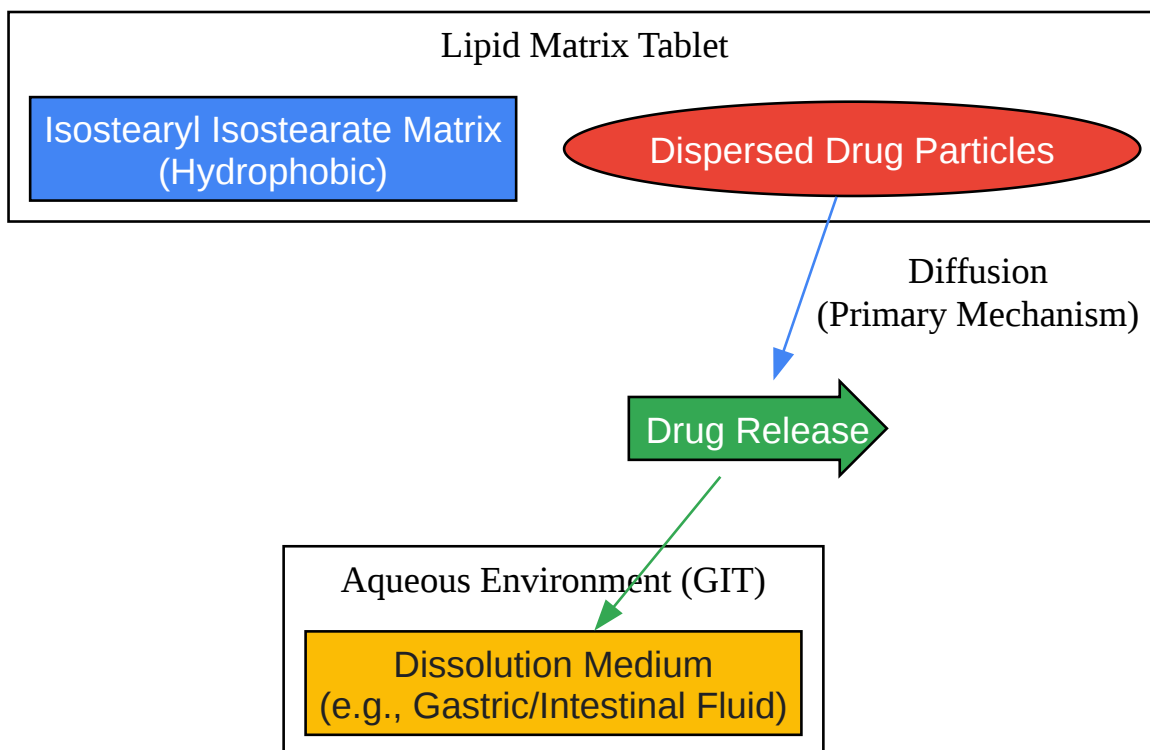 Lipid Matrix Tablet
Isostearyl Isostearate Matrix
(Hydrophobic)
Dispersed Drug Particles
Diffusion
(Primary Mechanism)
Drug Release
Aqueous Environment (GIT)
Dissolution Medium
(e.g., Gastric/Intestinal Fluid)